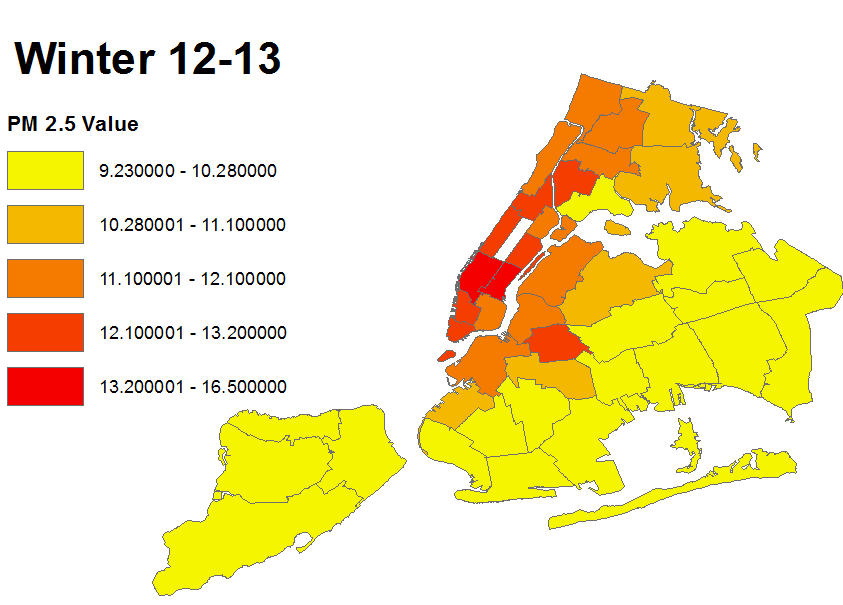 Winter 12-13
PM 2.5 Value
9.230000 - 10.280000
10.280001 - 11.100000
11.100001 - 12.100000
12.100001 - 13.200000
13.200001 - 16.500000